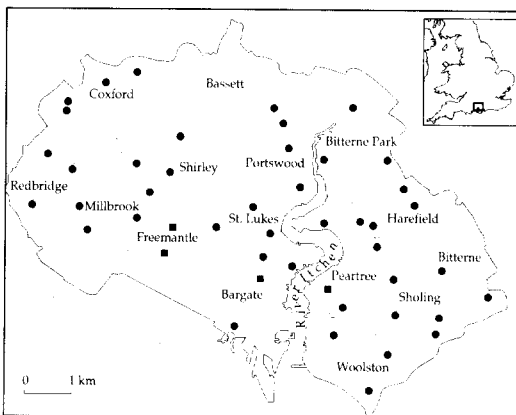 Bassett
Coxford
Bitterne Park
Portswood
Shirley
Redbridge
Millbrook
St. Lukes
Harefield
Freemantle
River Itchen
Bitterne
Peartree
Bargate
Sholing
Woolston
0 1 km